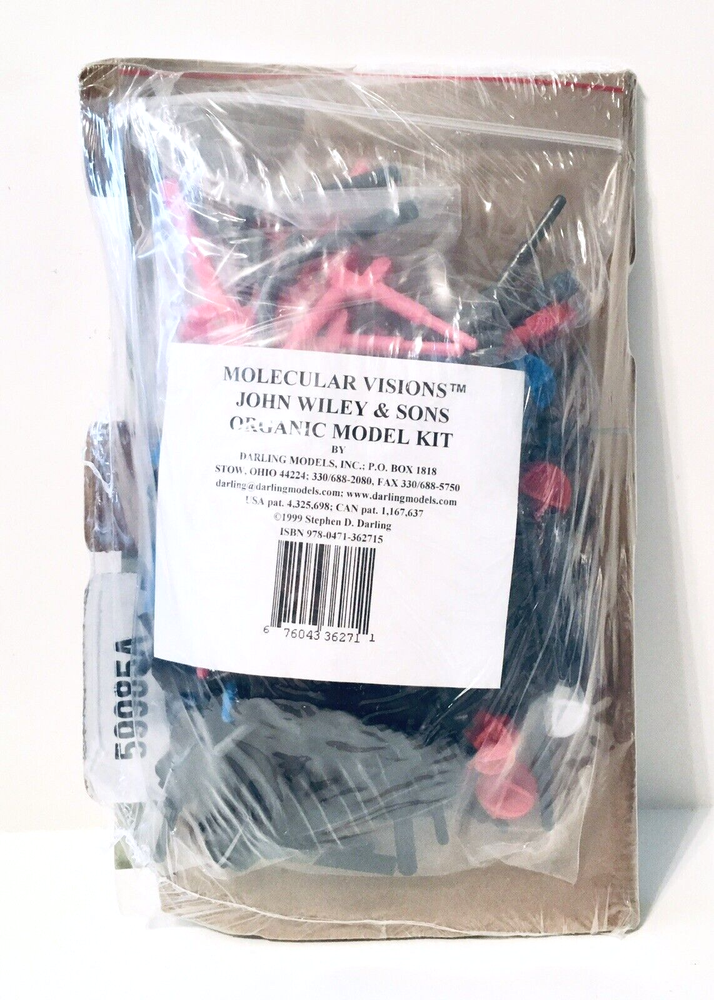 MOLECULAR VISIONS™
JOHN WILEY & SONS
ORGANIC MODEL KIT
BY
DARLING MODELS, INC.; P.O. BOX 1818
STOW, OHIO 44224; 330/688-2080, FAX 330/688-5750
darling@darlingmodels.com; www.darlingmodels.com
USA pat. 4,325,698; CAN pat. 1,167,637
©1999 Stephen D. Darling
ISBN 978-0471-362715
6 76043 36271 1
59085A